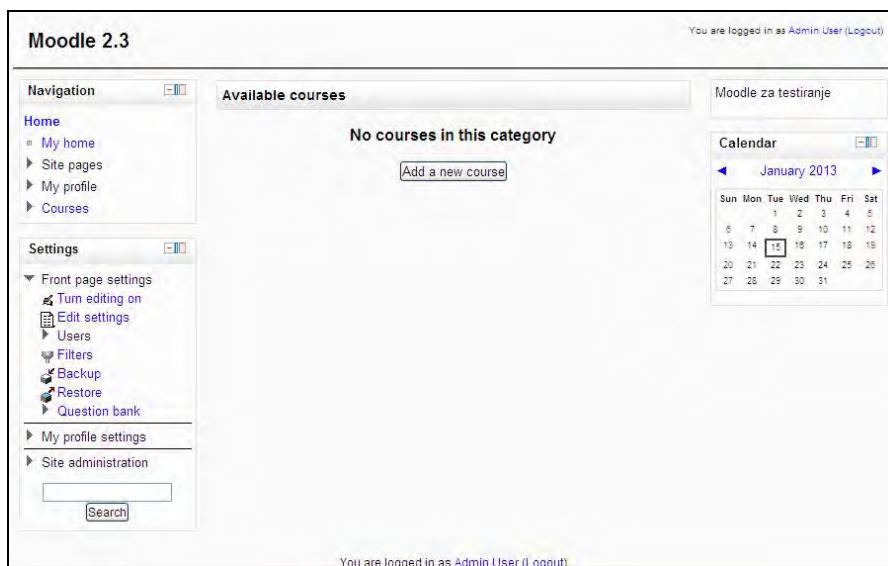 Moodle 2.3
You are logged in as Admin User (Logout)
Navigation
Home
My home
Site pages
My profile
Courses
Settings
Front page settings
Turn editing on
Edit settings
Users
Filters
Backup
Restore
Question bank
My profile settings
Site administration
Search
Available courses
No courses in this category
Add a new course
Moodle za testiranje
Calendar
January 2013
Sun Mon Tue Wed Thu Fri Sat
1 2 3 4 5
6 7 8 9 10 11 12
13 14 15 16 17 18 19
20 21 22 23 24 25 26
27 28 29 30 31
You are logged in as Admin User (Logout)